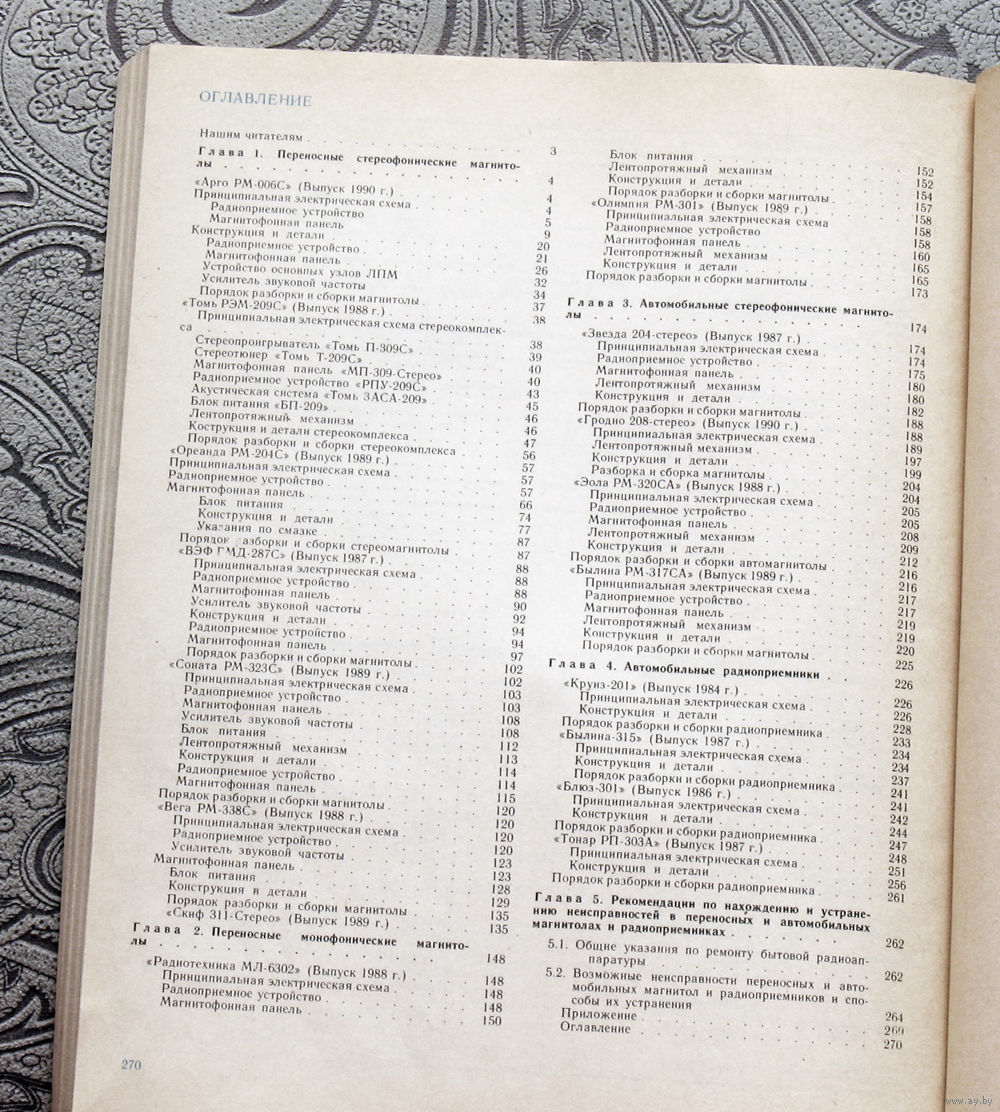 ОГЛАВЛЕНИЕ
Нашим читателям . 3
Глава 1. Переносные стереофонические магнито-
лы . 4
«Арго РМ-006С» (Выпуск 1990 г.) . 4
Принципиальная электрическая схема . 4
Радиоприемное устройство 5
Магнитофонная панель 9
Конструкция и детали . 20
Радиоприемное устройство . 21
Магнитофонная панель . 26
Устройство основных узлов ЛПМ 32
Усилитель звуковой частоты 34
Порядок разборки и сборки магнитолы . 37
«Томь РЭМ-209С» (Выпуск 1988 г.) . 38
Принципиальная электрическая схема стереокомплек-
са 38
Стереопроигрыватель «Томь П-309С» . 39
Стереотюнер «Томь Т-209С» 40
Магнитофонная панель «МП-309-Стерео» 40
Радиоприемное устройство «РПУ-209С» . 43
Акустическая система «Томь 3АСА-209» . 45
Блок питания «БП-209» . 46
Лентопротяжный механизм 46
Кострукция и детали стереокомплекса . 47
Порядок разборки и сборки стереокомплекса . 56
«Ореанда РМ-204С» (Выпуск 1989 г.) . 57
Принципиальная электрическая схема . 57
Радиоприемное устройство . 57
Магнитофонная панель . 66
Блок питания 74
Конструкция и детали 77
Указания по смазке . 87
Порядок разборки и сборки стереомагнитолы . 87
«ВЭФ РМД-287С» (Выпуск 1987 г.) . 88
Принципиальная электрическая схема . 88
Радиоприемное устройство . 88
Магнитофонная панель . 90
Усилитель звуковой частоты . 92
Конструкция и детали . 94
Радиоприемное устройство . 94
Магнитофонная панель . 97
Порядок разборки и сборки магнитолы . 102
«Соната РМ-323С» (Выпуск 1989 г.) . 102
Принципиальная электрическая схема . 103
Радиоприемное устройство . 103
Магнитофонная панель . 108
Усилитель звуковой частоты 108
Блок питания . 112
Лентопротяжный механизм 113
Конструкция и детали . 114
Радиоприемное устройство . 114
Магнитофонная панель . 115
Порядок разборки и сборки магнитолы . 120
«Вега РМ-338С» (Выпуск 1988 г.) . 120
Принципиальная электрическая схема . 120
Радиоприемное устройство . 120
Усилитель звуковой частоты . 123
Магнитофонная панель . 123
Блок питания . 128
Конструкция и детали . 129
Порядок разборки и сборки магнитолы . 135
«Скиф 311-Стерео» (Выпуск 1989 г.) . 135
Глава 2. Переносные монофонические магнито-
лы . 148
«Радиотехника МЛ-6302» (Выпуск 1988 г.) . 148
Принципиальная электрическая схема . 148
Радиоприемное устройство . 148
Магнитофонная панель . 150
Блок питания . 152
Лентопротяжный механизм . 152
Конструкция и детали . 154
Порядок разборки и сборки магнитолы . 157
«Олимпия РМ-301» (Выпуск 1989 г.) . 158
Принципиальная электрическая схема 158
Радиоприемное устройство 158
Магнитофонная панель . 160
Лентопротяжный механизм . 165
Конструкция и детали . 165
Порядок разборки и сборки магнитолы . 173
Глава 3. Автомобильные стереофонические магнито-
лы . 174
«Звезда 204-стерео» (Выпуск 1987 г.) . 174
Принципиальная электрическая схема . 174
Радиоприемное устройство . 175
Магнитофонная панель . 180
Лентопротяжный механизм 180
Конструкция и детали . 182
Порядок разборки и сборки магнитолы . 188
«Гродно 208-стерео» (Выпуск 1990 г.) . 188
Принципиальная электрическая схема . 189
Лентопротяжный механизм . 197
Конструкция и детали . 199
Разборка и сборка магнитолы . 204
«Эола РМ-320СА» (Выпуск 1988 г.) . 204
Принципиальная электрическая схема . 205
Радиоприемное устройство . 205
Магнитофонная панель . 208
Лентопротяжный механизм . 209
Конструкция и детали . 212
Порядок разборки и сборки автомагнитолы . 216
«Былина РМ-317СА» (Выпуск 1989 г.) . 216
Принципиальная электрическая схема . 217
Радиоприемное устройство . 217
Магнитофонная панель . 219
Лентопротяжный механизм . 219
Конструкция и детали . 220
Порядок разборки и сборки магнитолы . 225
Глава 4. Автомобильные радиоприемники . 226
«Круиз-201» (Выпуск 1984 г.) . 226
Принципиальная электрическая схема . 226
Конструкция и детали . 228
Порядок разборки и сборки радиоприемника . 233
«Былина-315» (Выпуск 1987 г.) . 234
Принципиальная электрическая схема . 234
Конструкция и детали . 237
Порядок разборки и сборки радиоприемника . 241
«Блюз-301» (Выпуск 1986 г.) . 241
Принципиальная электрическая схема . 242
Конструкция и детали . 244
Порядок разборки и сборки радиоприемника . 247
«Тонар РП-303А» (Выпуск 1987 г.) . 248
Принципиальная электрическая схема . 251
Конструкция и детали . 256
Порядок разборки и сборки радиоприемника . 261
Глава 5. Рекомендации по нахождению и устране-
нию неисправностей в переносных и автомобильных
магнитолах и радиоприемниках . 262
5.1. Общие указания по ремонту бытовой радиоап-
паратуры . 262
5.2. Возможные неисправности переносных и авто-
мобильных магнитол и радиоприемников и спо-
собы их устранения 264
Приложение . 269
Оглавление . 270
270
www.ay.by